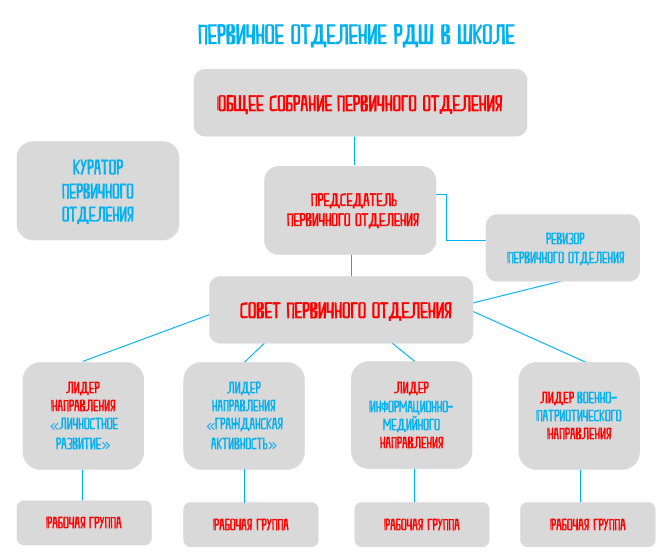 ПЕРВИЧНОЕ ОТДЕЛЕНИЕ РДШ В ШКОЛЕ
ОБЩЕЕ СОБРАНИЕ ПЕРВИЧНОГО ОТДЕЛЕНИЯ
КУРАТОР
ПЕРВИЧНОГО
ОТДЕЛЕНИЯ
ПРЕДСЕДАТЕЛЬ
ПЕРВИЧНОГО ОТДЕЛЕНИЯ
РЕВИЗОР
ПЕРВИЧНОГО ОТДЕЛЕНИЯ
СОВЕТ ПЕРВИЧНОГО ОТДЕЛЕНИЯ
ЛИДЕР
НАПРАВЛЕНИЯ
«ЛИЧНОСТНОЕ
РАЗВИТИЕ»
ЛИДЕР
НАПРАВЛЕНИЯ
«ГРАЖДАНСКАЯ
АКТИВНОСТЬ»
ЛИДЕР
ИНФОРМАЦИОННО-
МЕДИЙНОГО
НАПРАВЛЕНИЯ
ЛИДЕР ВОЕННО-
ПАТРИОТИЧЕСКОГО
НАПРАВЛЕНИЯ
РАБОЧАЯ ГРУППА
РАБОЧАЯ ГРУППА
РАБОЧАЯ ГРУППА
РАБОЧАЯ ГРУППА